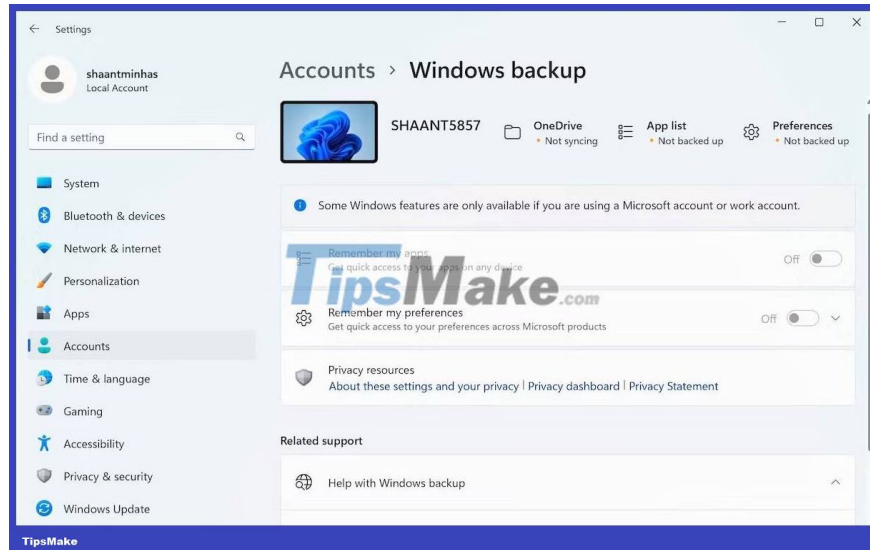 Settings
shaantminhas
Local Account
Find a setting
System
Bluetooth & devices
Network & internet
Personalization
Apps
Accounts
Time & language
Gaming
Accessibility
Privacy & security
Windows Update
Accounts > Windows backup
SHAANT5857
OneDrive
• Not syncing
App list
• Not backed up
Preferences
• Not backed up
Some Windows features are only available if you are using a Microsoft account or work account.
Remember my apps
Get quick access to your apps on any device
Off
TipsMake.com
Remember my preferences
Get quick access to your preferences across Microsoft products
Off
Privacy resources
About these settings and your privacy | Privacy dashboard | Privacy Statement
Related support
Help with Windows backup
TipsMake